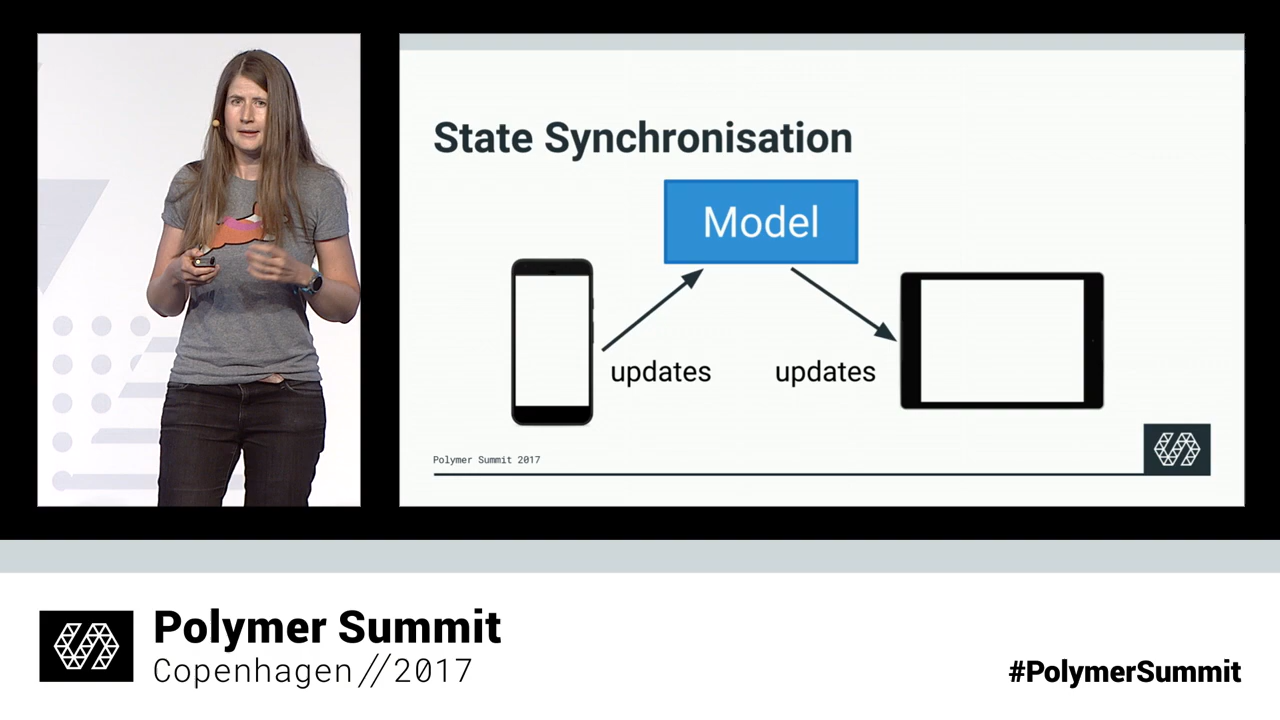 State Synchronisation
Model
updates
updates
Polymer Summit 2017
Polymer Summit
Copenhagen//2017
#PolymerSummit